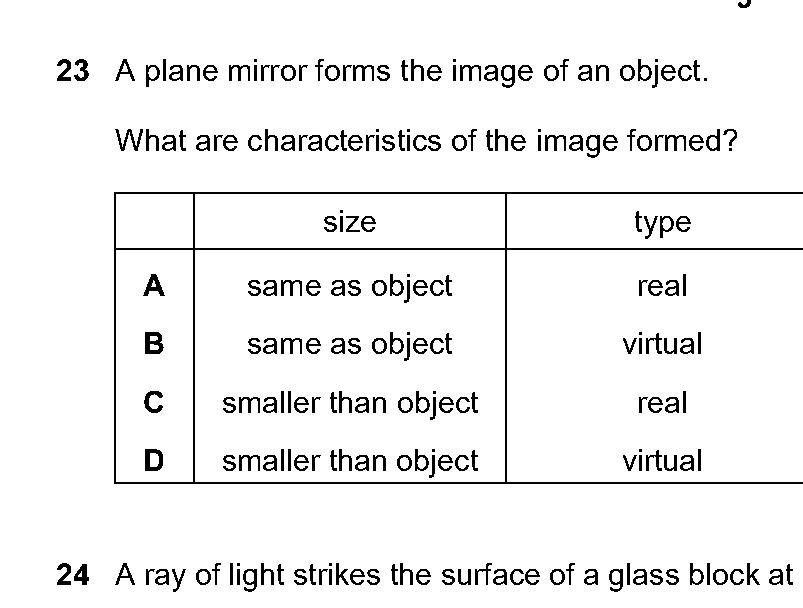 23 A plane mirror forms the image of an object.
What are characteristics of the image formed?
size type
A same as object real
B same as object virtual
C smaller than object real
D smaller than object virtual
24 A ray of light strikes the surface of a glass block at